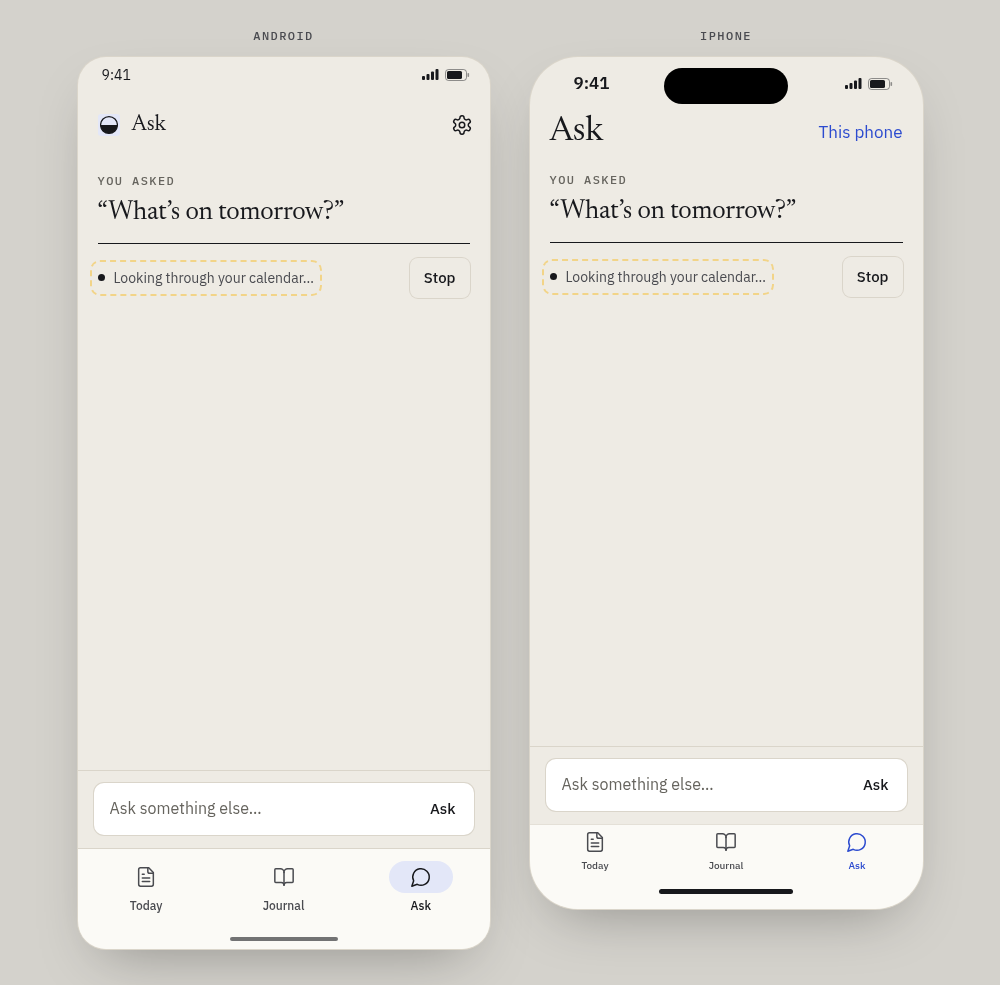 ANDROID
9:41
Ask
YOU ASKED
“What’s on tomorrow?”
Looking through your calendar…
Stop
Ask something else…
Ask
Today
Journal
Ask
IPHONE
9:41
Ask
This phone
YOU ASKED
“What’s on tomorrow?”
Looking through your calendar…
Stop
Ask something else…
Ask
Today
Journal
Ask